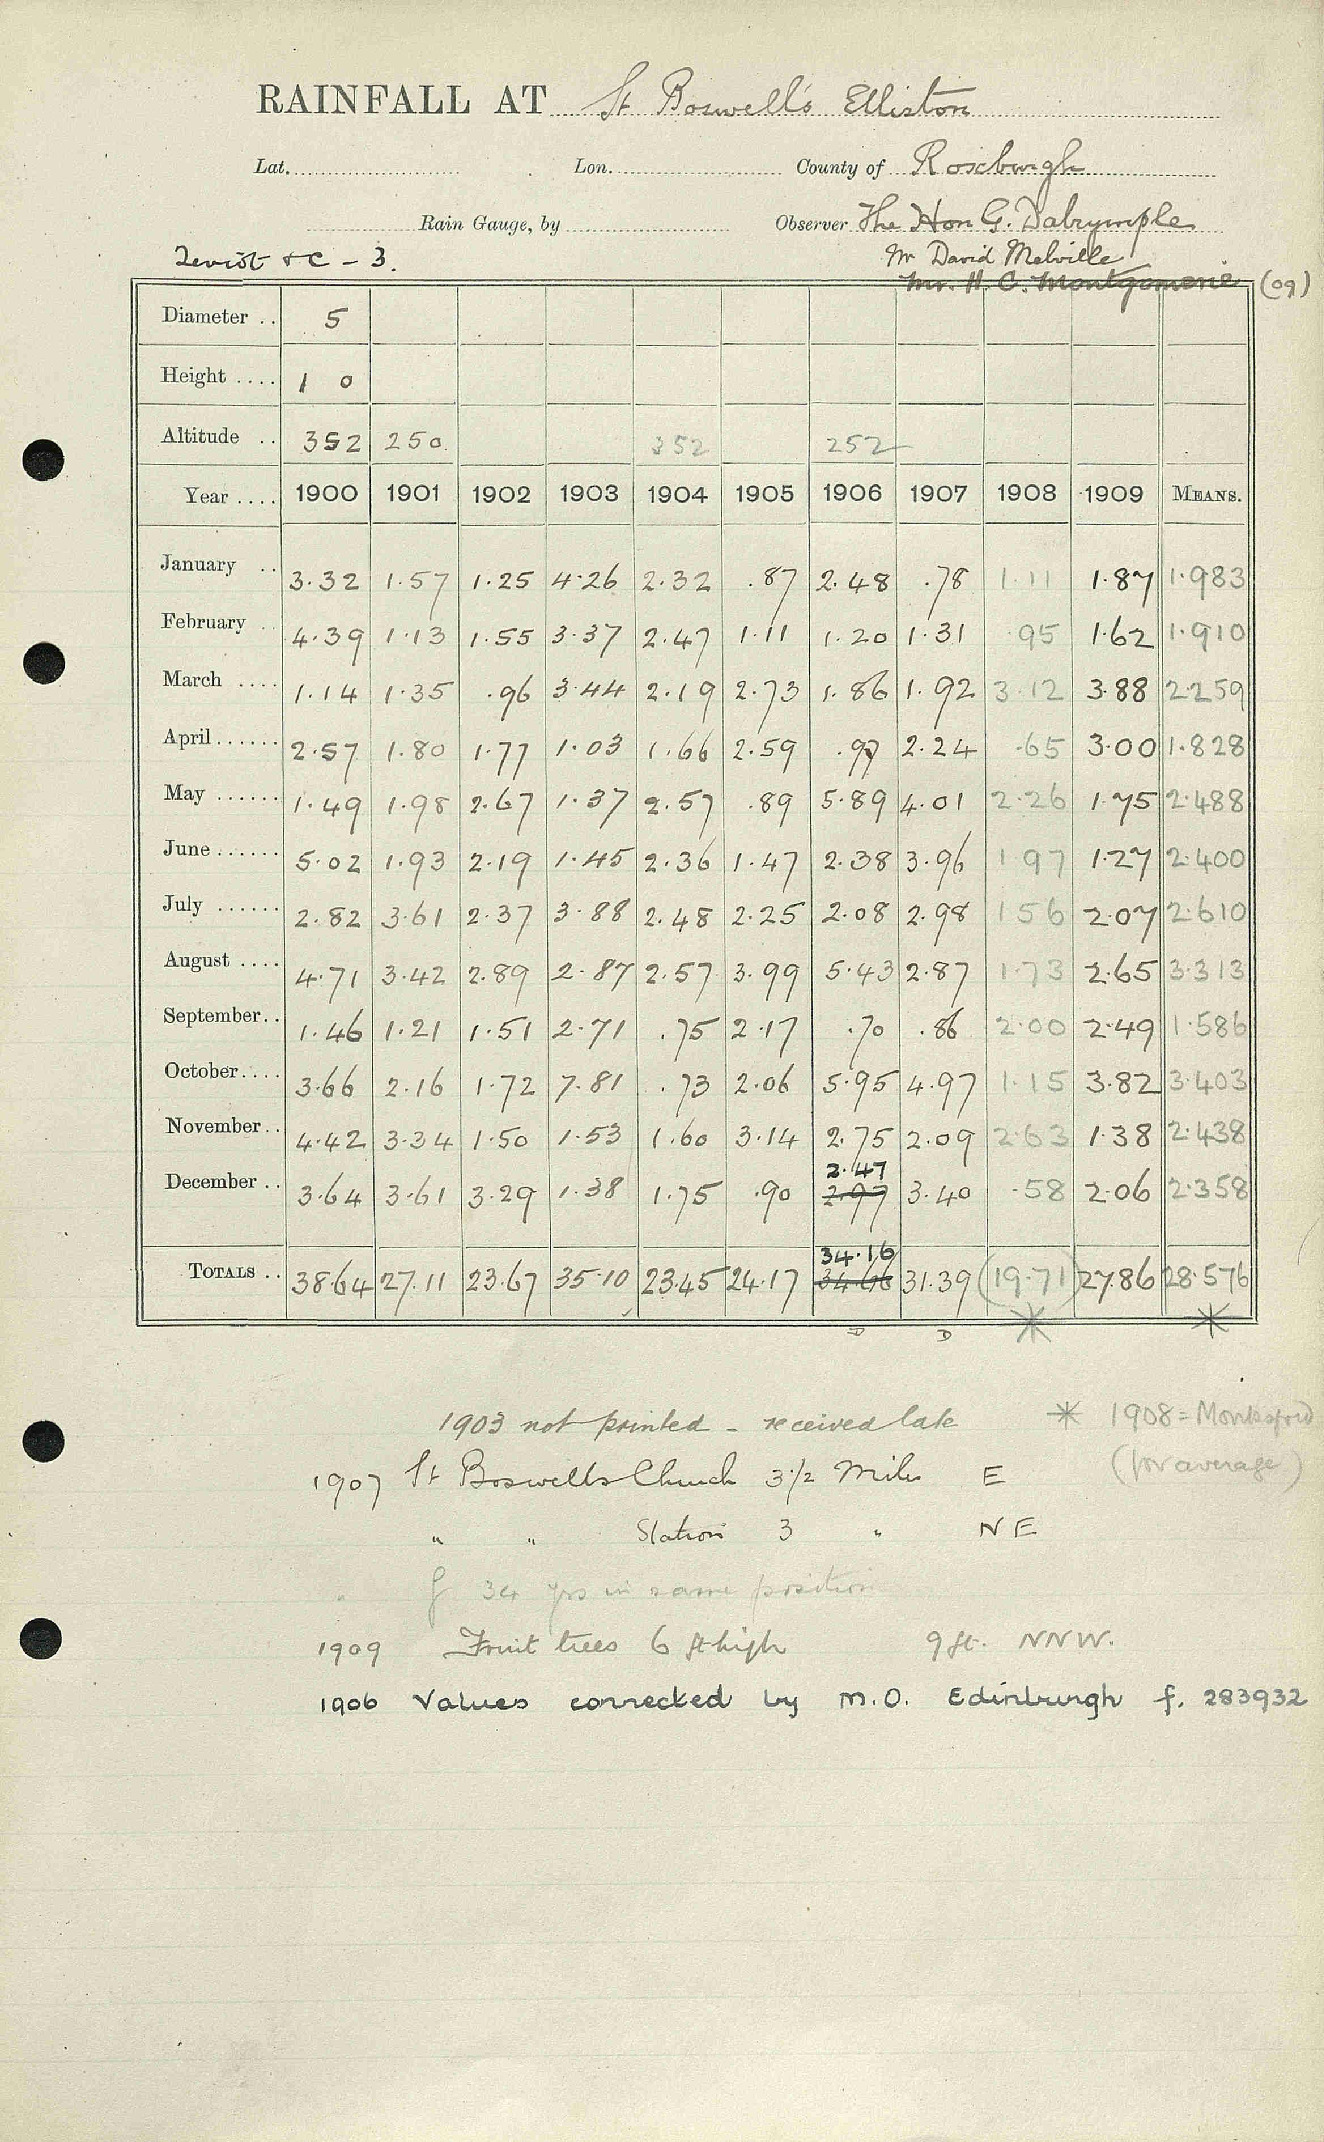 RAINFALL AT St Boswell's Elliston
Lat. Lon. County of Roxburgh
Rain Gauge, by Observer The Hon G. Dalrymple
Teviot &c - 3. Mr David Melville
Mr. H. C. Montgomerie (09)
Diameter .. 5
Height .... 1 0
Altitude .. 352 250 352 252
Year .... 1900 1901 1902 1903 1904 1905 1906 1907 1908 1909 MEANS.
January .. 3.32 1.57 1.25 4.26 2.32 .87 2.48 .78 1.11 1.87 1.983
February .. 4.39 1.13 1.55 3.37 2.47 1.11 1.20 1.31 .95 1.62 1.910
March .... 1.14 1.35 .96 3.44 2.19 2.73 1.86 1.92 3.12 3.88 2.259
April...... 2.57 1.80 1.77 1.03 1.66 2.59 .97 2.24 .65 3.00 1.828
May ...... 1.49 1.98 2.67 1.37 2.57 .89 5.89 4.01 2.26 1.75 2.488
June...... 5.02 1.93 2.19 1.45 2.36 1.47 2.38 3.96 1.97 1.27 2.400
July ...... 2.82 3.61 2.37 3.88 2.48 2.25 2.08 2.98 1.56 2.07 2.610
August .... 4.71 3.42 2.89 2.87 2.57 3.99 5.43 2.87 1.73 2.65 3.313
September.. 1.46 1.21 1.51 2.71 .75 2.17 .70 .86 2.00 2.49 1.586
October.... 3.66 2.16 1.72 7.81 .73 2.06 5.95 4.97 1.15 3.82 3.403
November.. 4.42 3.34 1.50 1.53 1.60 3.14 2.75 2.09 2.63 1.38 2.438
2.47
December .. 3.64 3.61 3.29 1.38 1.75 .90 2.97 3.40 .58 2.06 2.358
34.16
TOTALS .. 38.64 27.11 23.67 35.10 23.45 24.17 34.66 31.39 (19.71) 27.86 28.576
D D * *
1903 not printed - received late * 1908 = Monksford
1907 St Boswells Church 3 1/2 Miles E (for average)
" " Station 3 " NE
" g 34 yrs in same position
1909 Fruit trees 6 ft high 9 ft. NNW.
1906 Values corrected by M.O. Edinburgh f. 283932